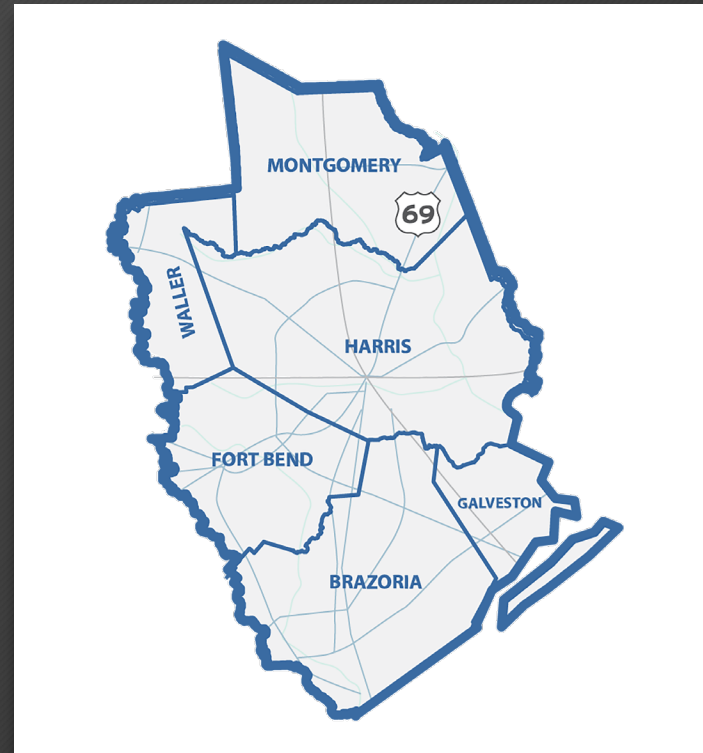 MONTGOMERY
69
WALLER
HARRIS
FORT BEND
GALVESTON
BRAZORIA